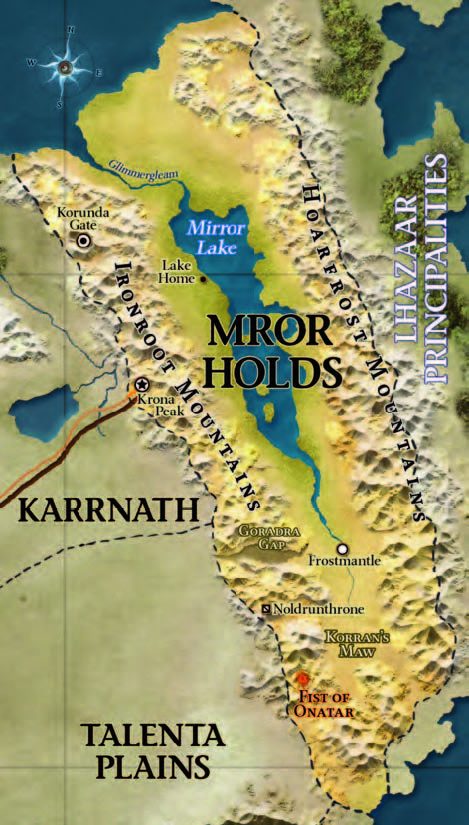 N
W
E
S
Glimmergleam
Korunda
Gate
Mirror
Lake
Lake
Home
HOARFROST MOUNTAINS
LHAZAAR
PRINCIPALITIES
IRONROOT MOUNTAINS
MROR
HOLDS
Krona
Peak
KARRNATH
GORADRA
GAP
Frostmantle
Noldrunthrone
KORRAN'S
MAW
FIST OF
ONATAR
TALENTA
PLAINS